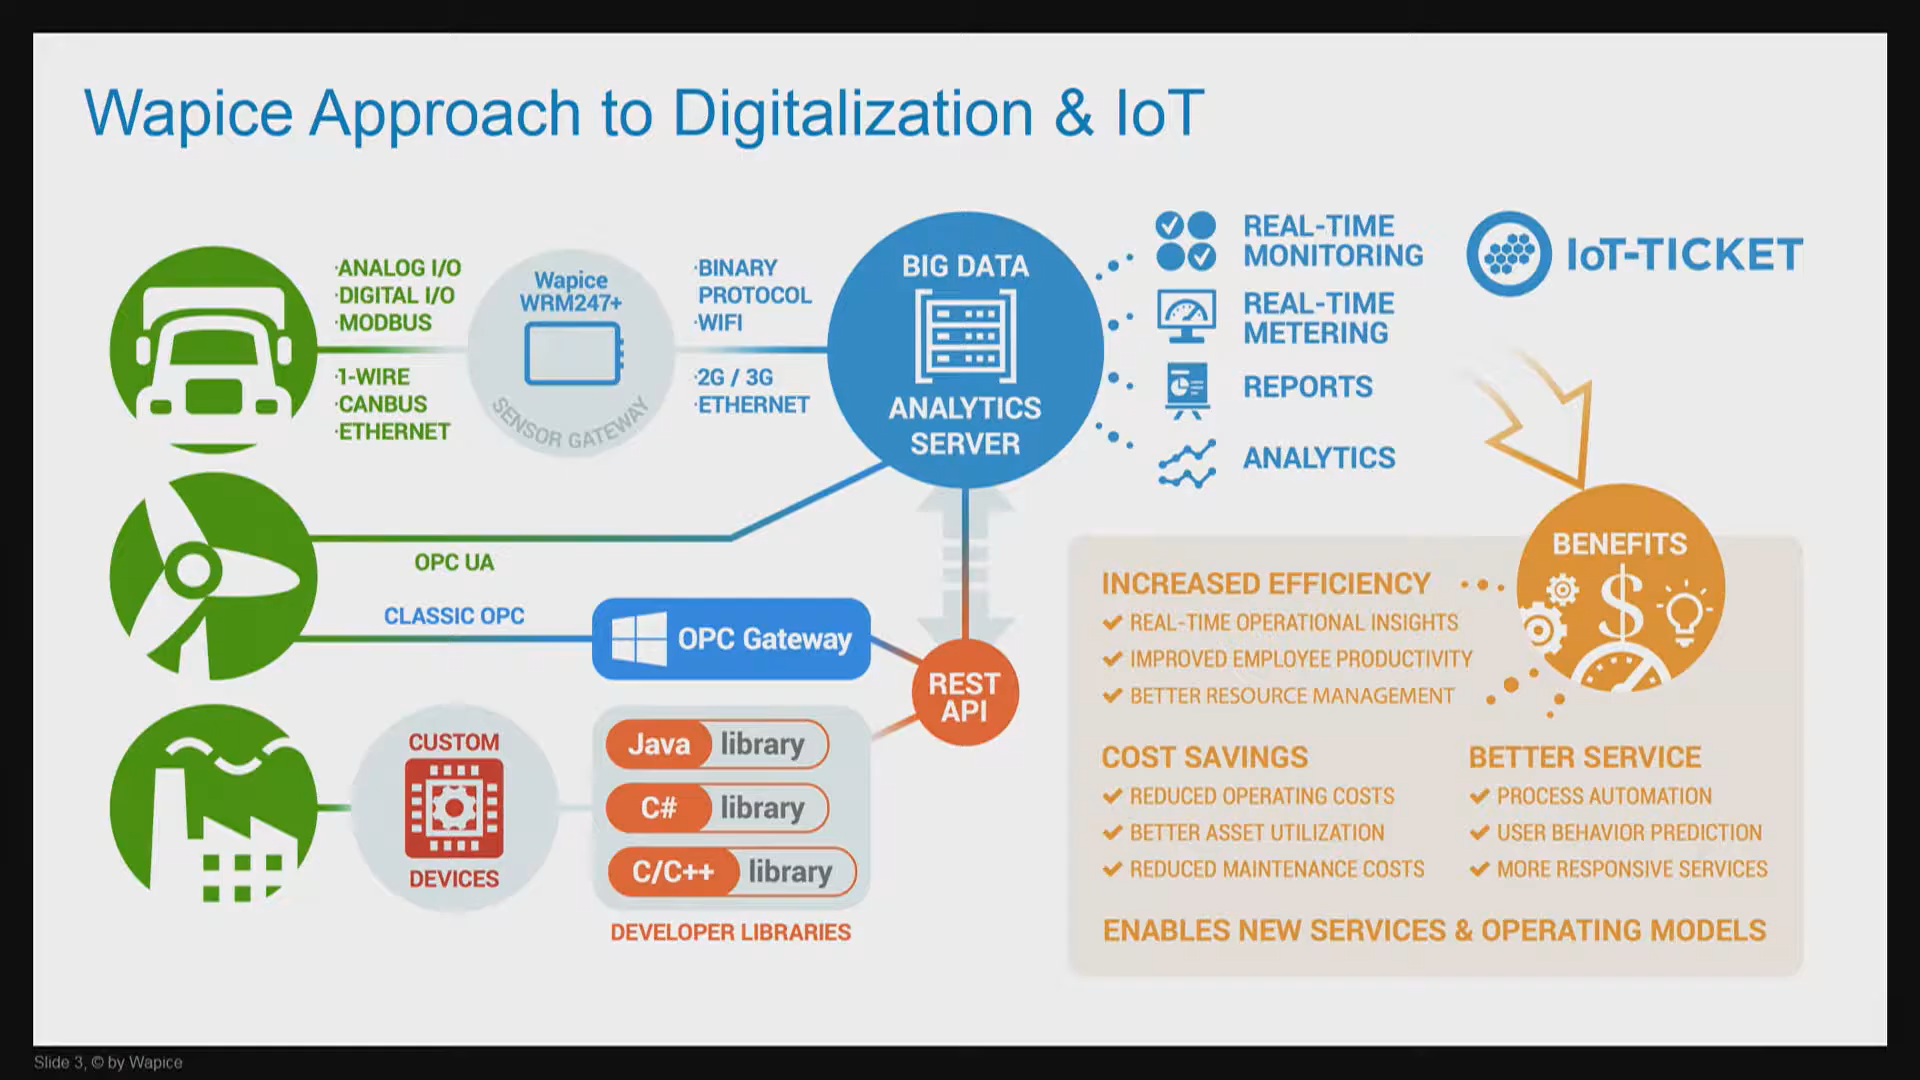 Wapice Approach to Digitalization & IoT
·ANALOG I/O
·DIGITAL I/O
·MODBUS
·1-WIRE
·CANBUS
·ETHERNET
Wapice
WRM247+
SENSOR GATEWAY
·BINARY
PROTOCOL
·WIFI
·2G / 3G
·ETHERNET
BIG DATA
ANALYTICS
SERVER
REAL-TIME
MONITORING
REAL-TIME
METERING
REPORTS
ANALYTICS
IoT-TICKET
OPC UA
CLASSIC OPC
OPC Gateway
REST
API
CUSTOM
DEVICES
Java library
C# library
C/C++ library
DEVELOPER LIBRARIES
BENEFITS
$
INCREASED EFFICIENCY
REAL-TIME OPERATIONAL INSIGHTS
IMPROVED EMPLOYEE PRODUCTIVITY
BETTER RESOURCE MANAGEMENT
COST SAVINGS
REDUCED OPERATING COSTS
BETTER ASSET UTILIZATION
REDUCED MAINTENANCE COSTS
BETTER SERVICE
PROCESS AUTOMATION
USER BEHAVIOR PREDICTION
MORE RESPONSIVE SERVICES
ENABLES NEW SERVICES & OPERATING MODELS
Slide 3, © by Wapice